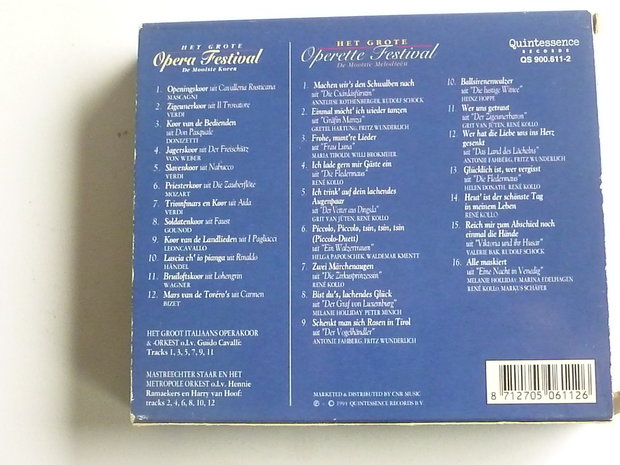 HET GROTE
Opera Festival
De Mooiste Koren
1. Openingskoor uit Cavalleria Rusticana
MASCAGNI
2. Zigeunerkoor uit Il Trovatore
VERDI
3. Koor van de Bedienden
uit Don Pasquale
DONIZETTI
4. Jagerskoor uit Der Freischütz
VON WEBER
5. Slavenkoor uit Nabucco
VERDI
6. Priesterkoor uit Die Zauberflöte
MOZART
7. Triomfmars en Koor uit Aida
VERDI
8. Soldatenkoor uit Faust
GOUNOD
9. Koor van de Landlieden uit I Pagliacci
LEONCAVALLO
10. Lascia ch' io pianga uit Rinaldo
HÄNDEL
11. Bruiloftskoor uit Lohengrin
WAGNER
12. Mars van de Toréro's uit Carmen
BIZET
HET GROOT ITALIAANS OPERAKOOR
& -ORKEST o.l.v. Guido Cavalli:
Tracks 1, 3, 5, 7, 9, 11
MASTREECHTER STAAR EN HET
METROPOLE ORKEST o.l.v. Hennie
Ramaekers en Harry van Hoof:
tracks 2, 4, 6, 8, 10, 12
HET GROTE
Operette Festival
De Mooiste Melodieën
1. Machen wir's den Schwalben nach
uit "Die Czárdásfürstin"
ANNELIESE ROTHENBERGER, RUDOLF SCHOCK
2. Einmal möcht' ich wieder tanzen
uit "Gräfin Mariza"
GRETEL HARTUNG, FRITZ WUNDERLICH
3. Frohe, munt're Lieder
uit "Frau Luna"
MARIA TIBOLDI, WILLI BROKMEIER
4. Ich lade gern mir Gäste ein
uit "Die Fledermaus"
RENÉ KOLLO
5. Ich trink' auf dein lachendes
Augenpaar
uit "Der Vetter aus Dingsda"
GRIT VAN JÜTEN, RENÉ KOLLO
6. Piccolo, Piccolo, tsin, tsin, tsin
(Piccolo-Duett)
uit "Ein Walzertraum"
HELGA PAPOUSCHEK, WALDEMAR KMENTT
7. Zwei Märchenaugen
uit "Die Zirkusprinzessen"
RENÉ KOLLO
8. Bist du's, lachendes Glück
uit "Der Graf von Luxemburg"
MELANIE HOLLIDAY, PETER MINICH
9. Schenkt man sich Rosen in Tirol
uit "Der Vogelhändler"
ANTONIE FAHBERG, FRITZ WUNDERLICH
MARKETED & DISTRIBUTED BY CNR MUSIC
℗ - © 1994 QUINTESSENCE RECORDS B.V.
Quintessence
RECORDS
QS 900.611-2
10. Ballsirenenwalzer
uit "Die lustige Witwe"
HEINZ HOPPE
11. Wer uns getraut
uit "Der Zigeunerbaron"
GRIT VAN JÜTEN, RENÉ KOLLO
12. Wer hat die Liebe uns ins Herz
gesenkt
uit "Das Land des Lächelns"
ANTONIE FAHBERG, FRITZ WUNDERLICH
13. Glücklich ist, wer vergisst
uit "Die Fledermaus"
HELEN DONATH, RENÉ KOLLO
14. Heut' ist der schönste Tag
in meinem Leben
RENÉ KOLLO
15. Reich mir zum Abschied noch
einmal die Hände
uit "Viktoria und ihr Husar"
VALERIE BAK, RUDOLF SCHOCK
16. Alle maskiert
uit "Eine Nacht in Venedig"
MELANIE HOLLIDAY, MARINA EDELHAGEN
RENÉ KOLLO, MARKUS SCHÄFER
8 712705 061126